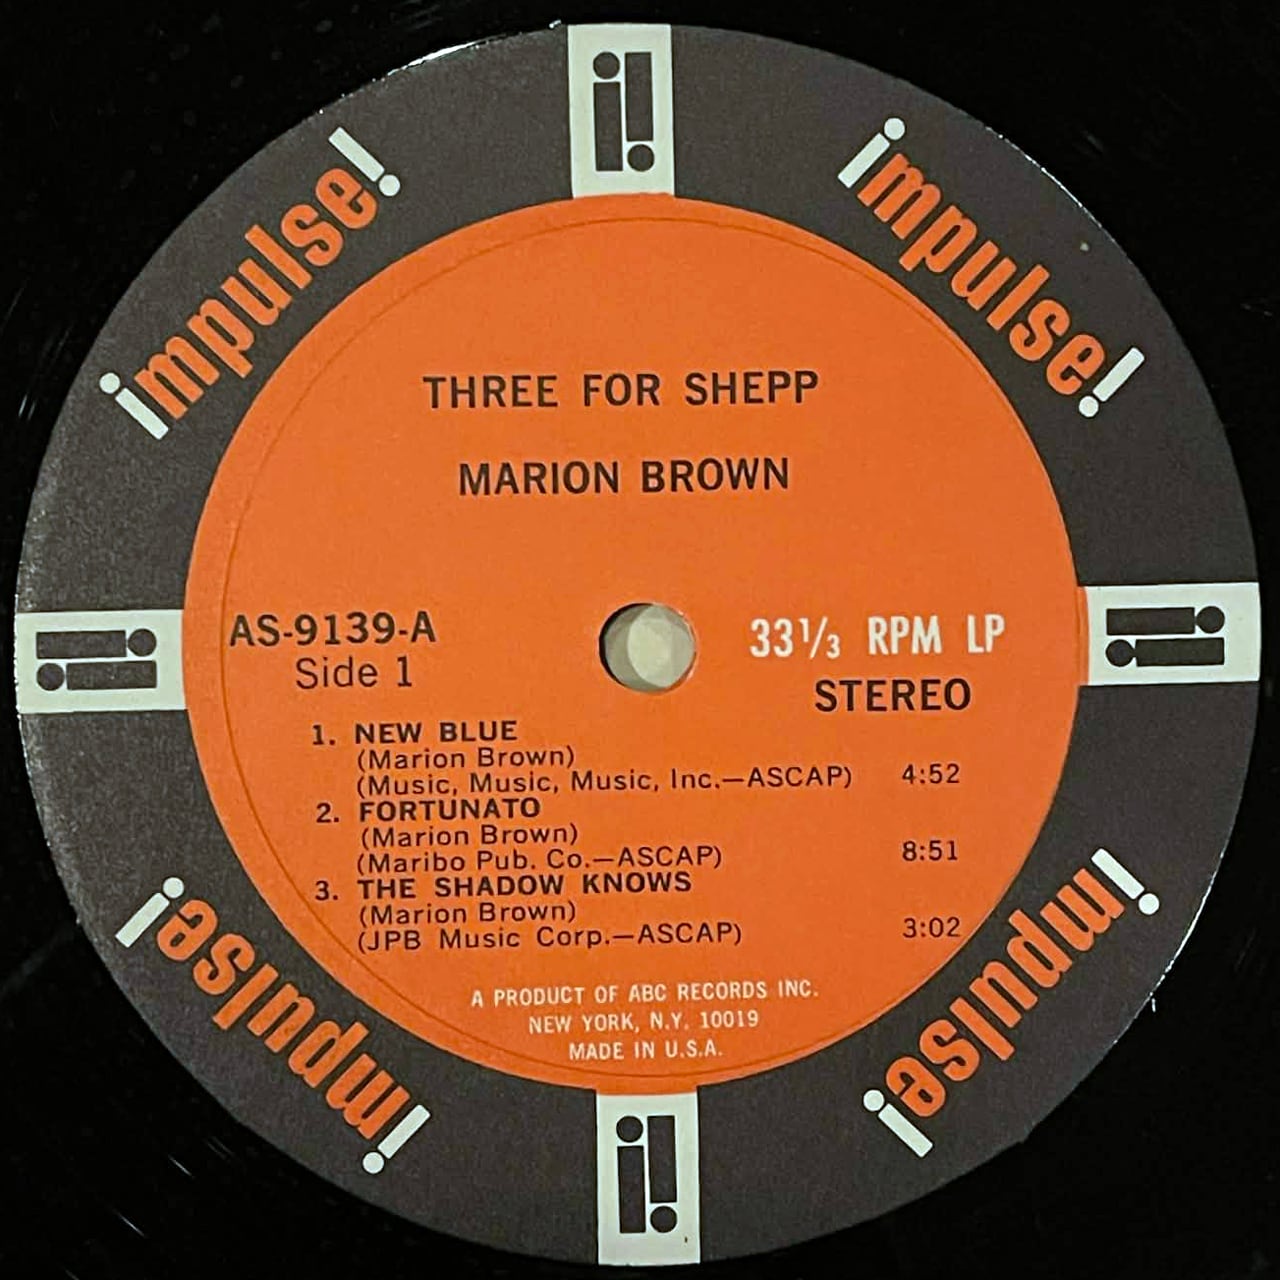 impulse!
impulse!
THREE FOR SHEPP
MARION BROWN
AS-9139-A
Side 1
33 1/3 RPM LP
STEREO
1. NEW BLUE
(Marion Brown)
(Music, Music, Music, Inc.—ASCAP) 4:52
2. FORTUNATO
(Marion Brown)
(Maribo Pub. Co.—ASCAP) 8:51
3. THE SHADOW KNOWS
(Marion Brown)
(JPB Music Corp.—ASCAP) 3:02
A PRODUCT OF ABC RECORDS INC.
NEW YORK, N.Y. 10019
MADE IN U.S.A.
impulse!
impulse!